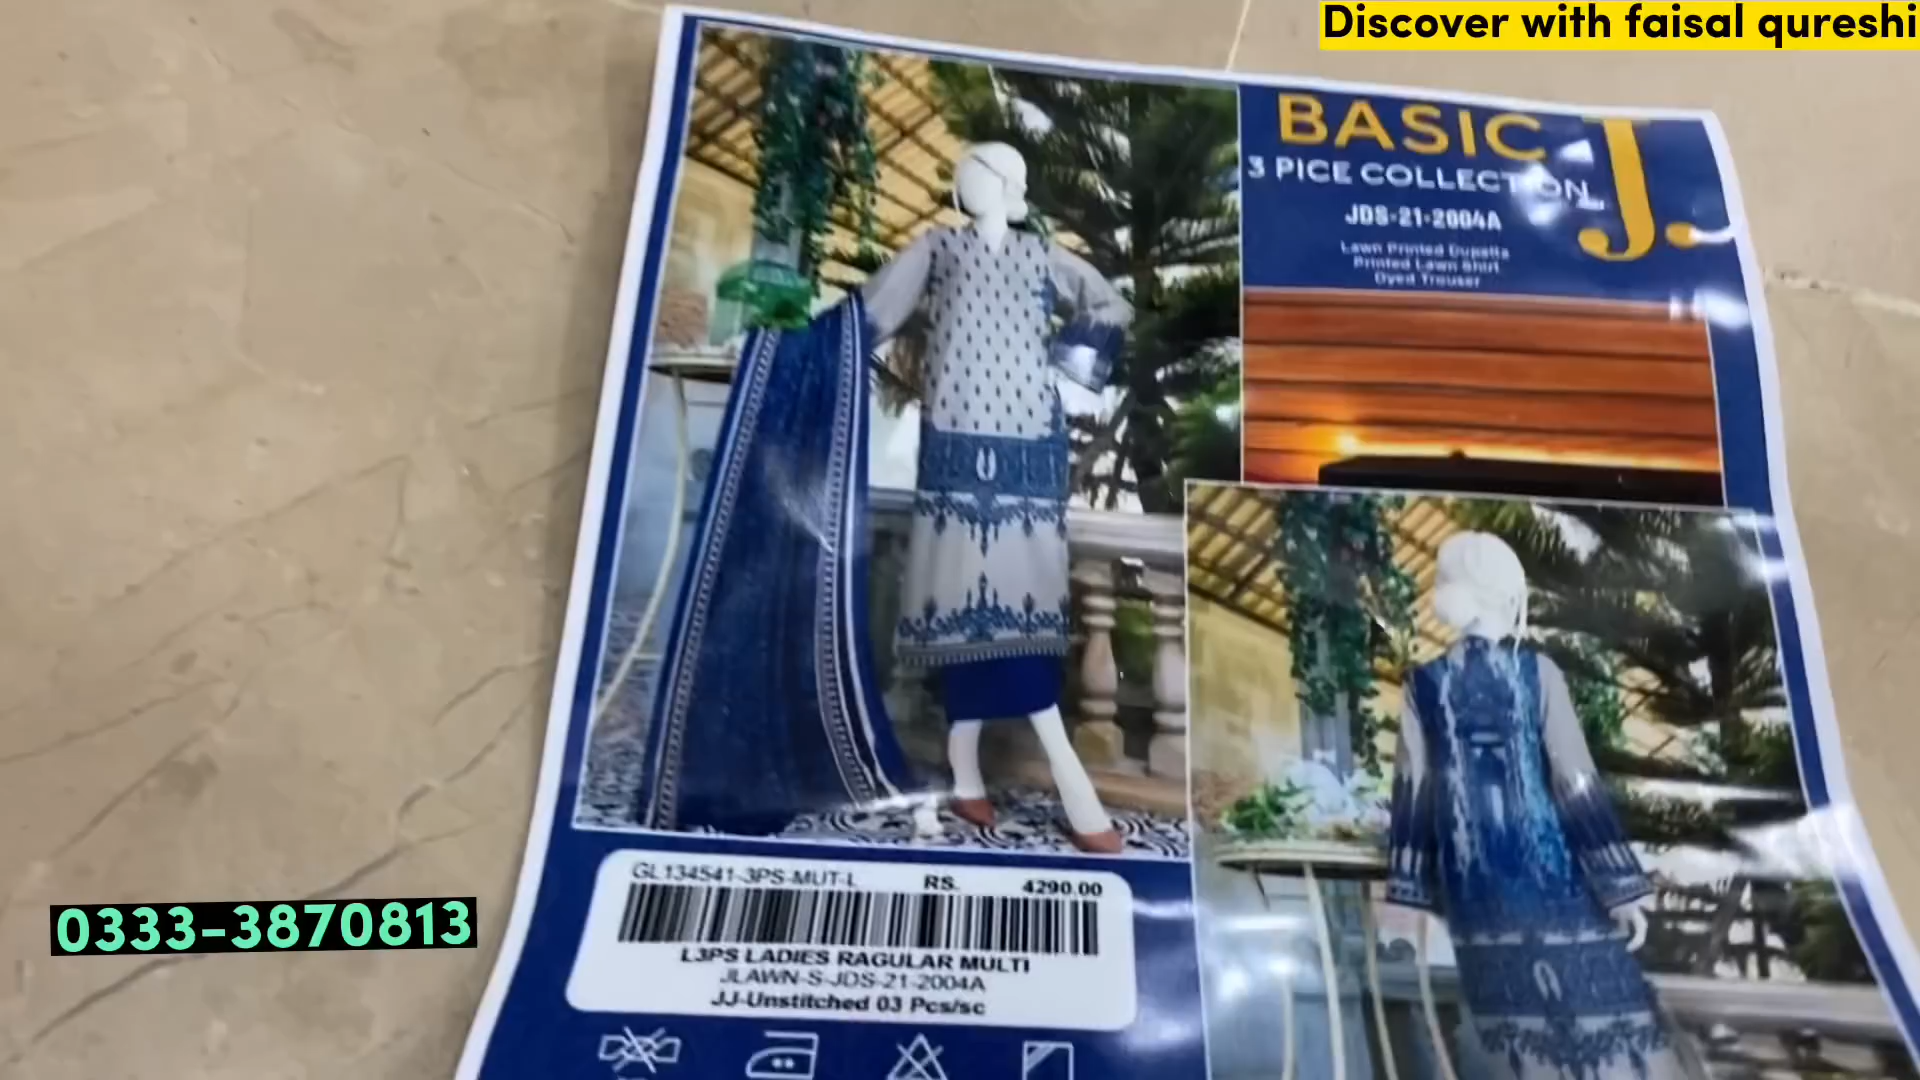 Discover with faisal qureshi
BASIC
J.
3 PICE COLLECTION
JDS-21-2004A
Lawn Printed Dupatta
Printed Lawn Shirt
Dyed Trouser
GL134541-3PS-MUT-L RS. 4290.00
L3PS LADIES RAGULAR MULTI
JLAWN-S-JDS-21-2004A
JJ-Unstitched 03 Pcs/sc
0333-3870813